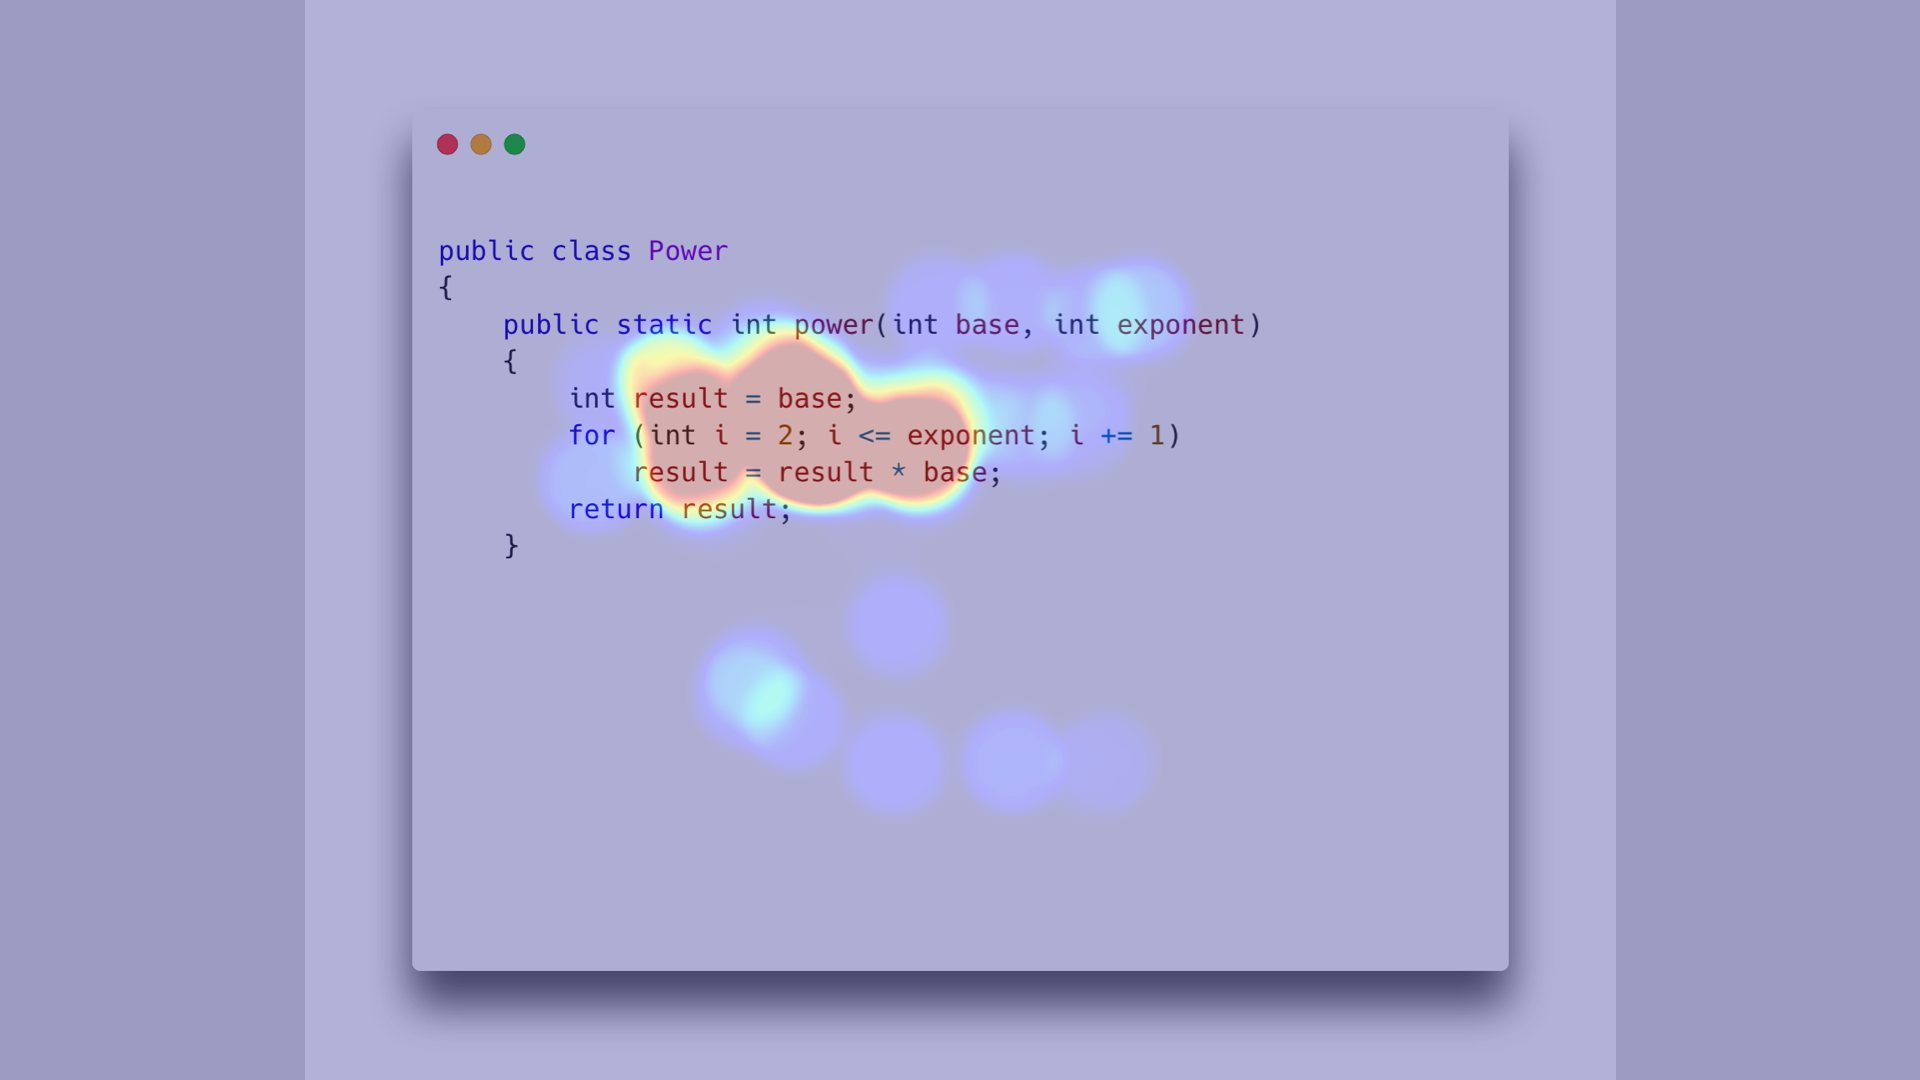 public class Power
{
public static int power(int base, int exponent)
{
int result = base;
for (int i = 2; i <= exponent; i += 1)
result = result * base;
return result;
}